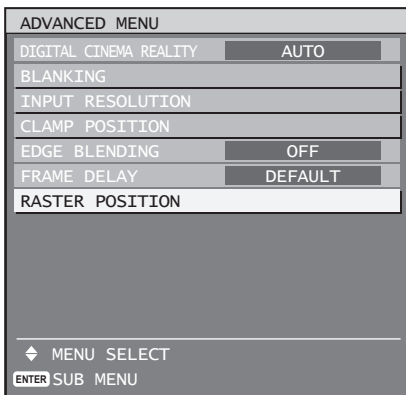 ADVANCED MENU
DIGITAL CINEMA REALITY AUTO
BLANKING
INPUT RESOLUTION
CLAMP POSITION
EDGE BLENDING OFF
FRAME DELAY DEFAULT
RASTER POSITION
MENU SELECT
ENTER SUB MENU